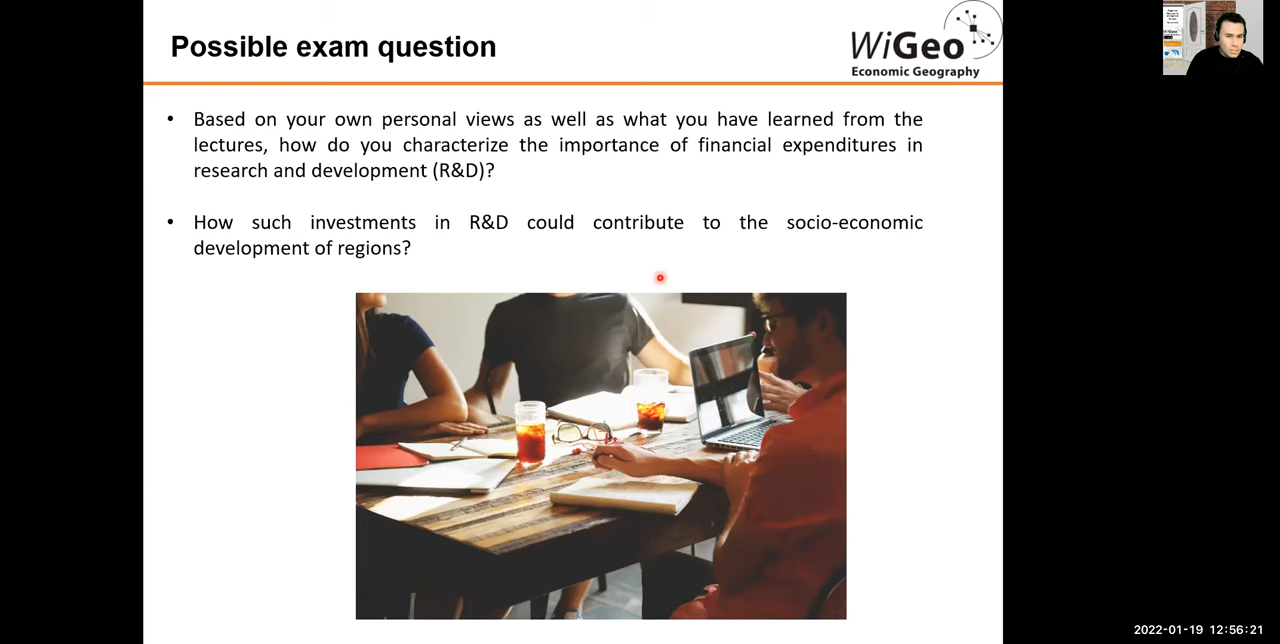 Possible exam question
WiGeo
Economic Geography
• Based on your own personal views as well as what you have learned from the
lectures, how do you characterize the importance of financial expenditures in
research and development (R&D)?
• How such investments in R&D could contribute to the socio-economic
development of regions?
2022-01-19 12:56:21